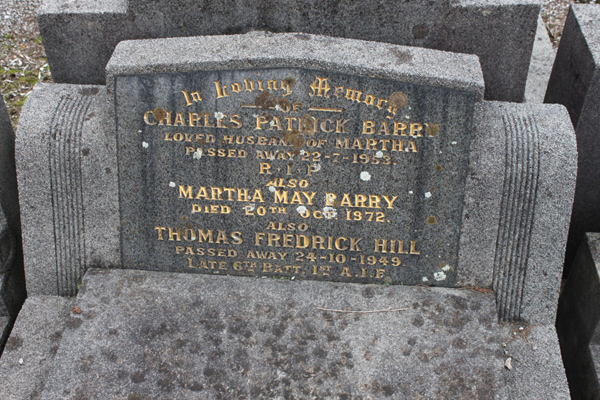 In Loving Memory
OF
CHARLES PATRICK BARRY
LOVED HUSBAND OF MARTHA
PASSED AWAY 22-7-1953.
R.I.P.
ALSO
MARTHA MAY BARRY
DIED 20TH OCT 1972.
ALSO
THOMAS FREDRICK HILL
PASSED AWAY 24-10-1949
LATE 6TH BATT. 1ST A.I.F.